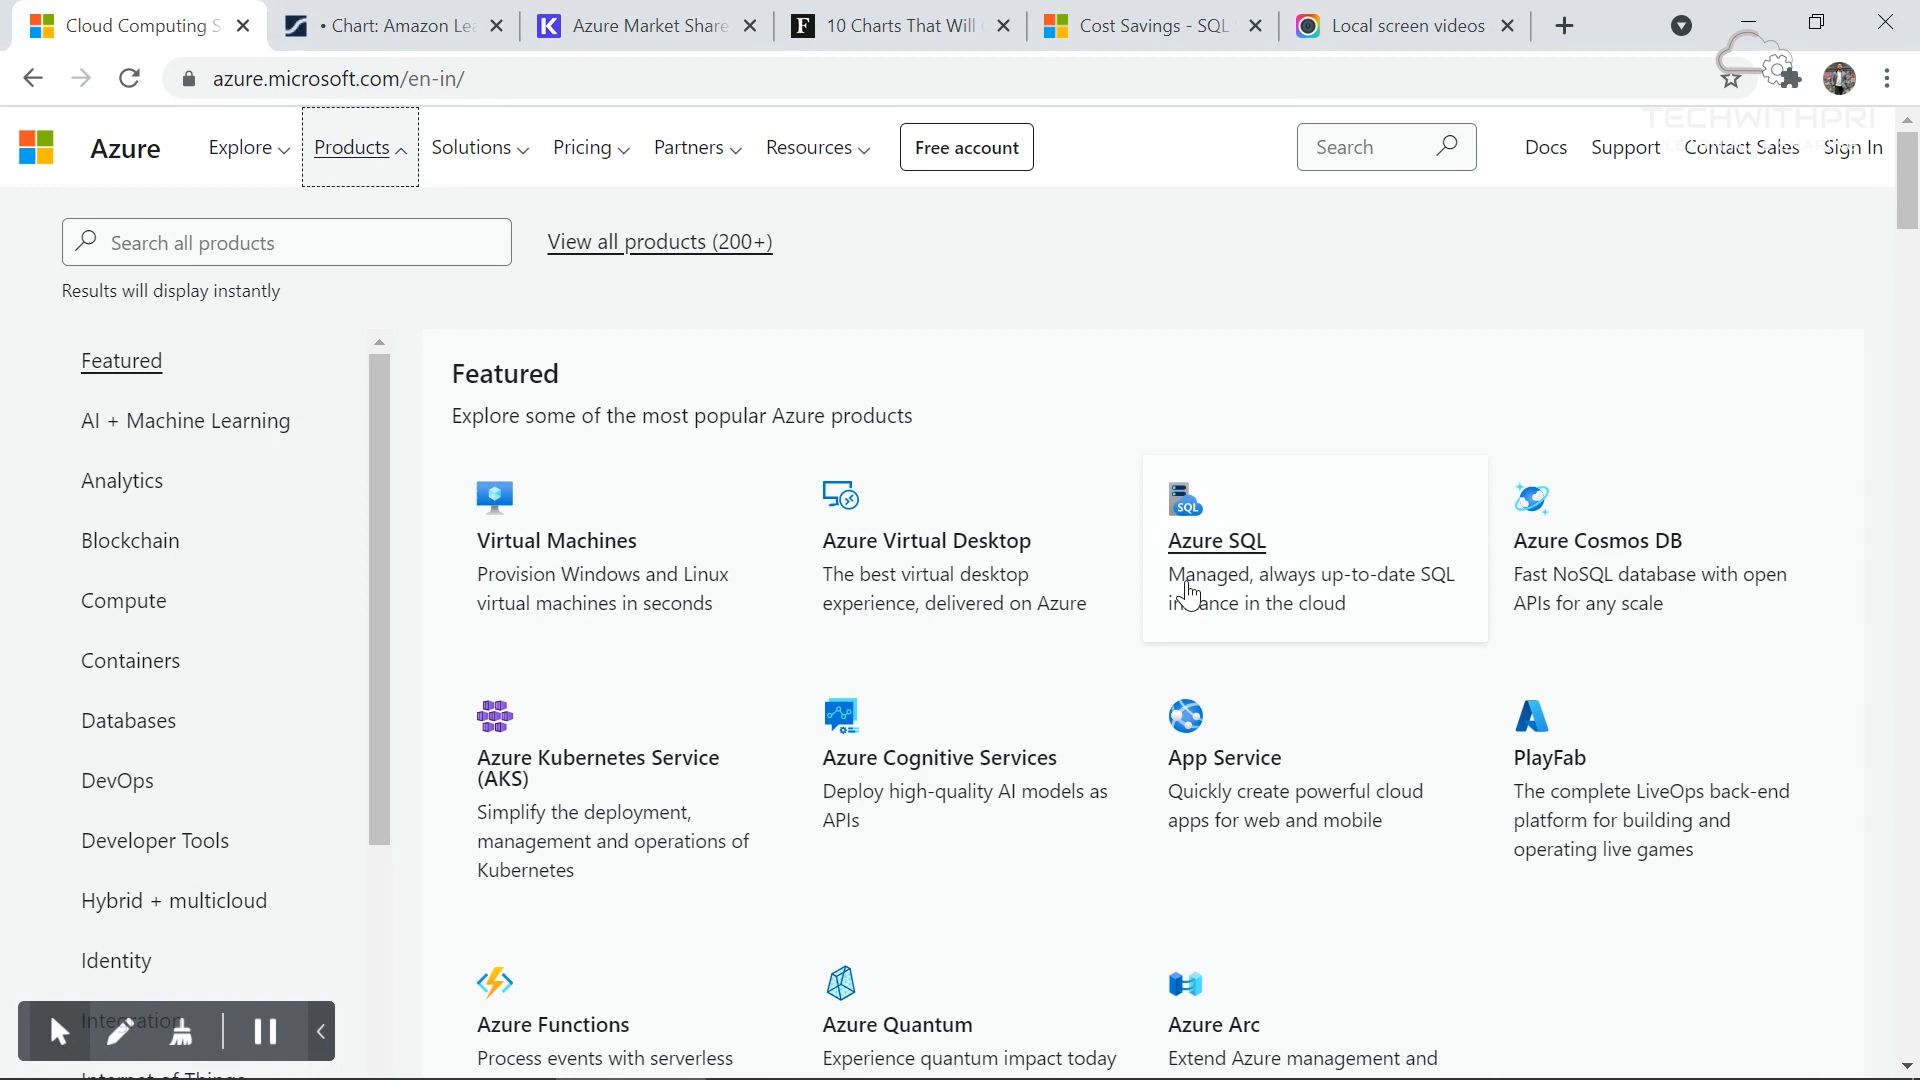 Cloud Computing S
• Chart: Amazon Lea
Azure Market Share
10 Charts That Will
Cost Savings - SQL
Local screen videos
azure.microsoft.com/en-in/
TECHWITHPRI
Azure
Explore
Products
Solutions
Pricing
Partners
Resources
Free account
Search
Docs
Support
Contact Sales
Sign In
Search all products
View all products (200+)
Results will display instantly
Featured
AI + Machine Learning
Analytics
Blockchain
Compute
Containers
Databases
DevOps
Developer Tools
Hybrid + multicloud
Identity
Integration
Internet of Things
Featured
Explore some of the most popular Azure products
Virtual Machines
Provision Windows and Linux
virtual machines in seconds
Azure Virtual Desktop
The best virtual desktop
experience, delivered on Azure
SQL
Azure SQL
Managed, always up-to-date SQL
instance in the cloud
Azure Cosmos DB
Fast NoSQL database with open
APIs for any scale
Azure Kubernetes Service
(AKS)
Simplify the deployment,
management and operations of
Kubernetes
Azure Cognitive Services
Deploy high-quality AI models as
APIs
App Service
Quickly create powerful cloud
apps for web and mobile
PlayFab
The complete LiveOps back-end
platform for building and
operating live games
Azure Functions
Process events with serverless
Azure Quantum
Experience quantum impact today
Azure Arc
Extend Azure management and